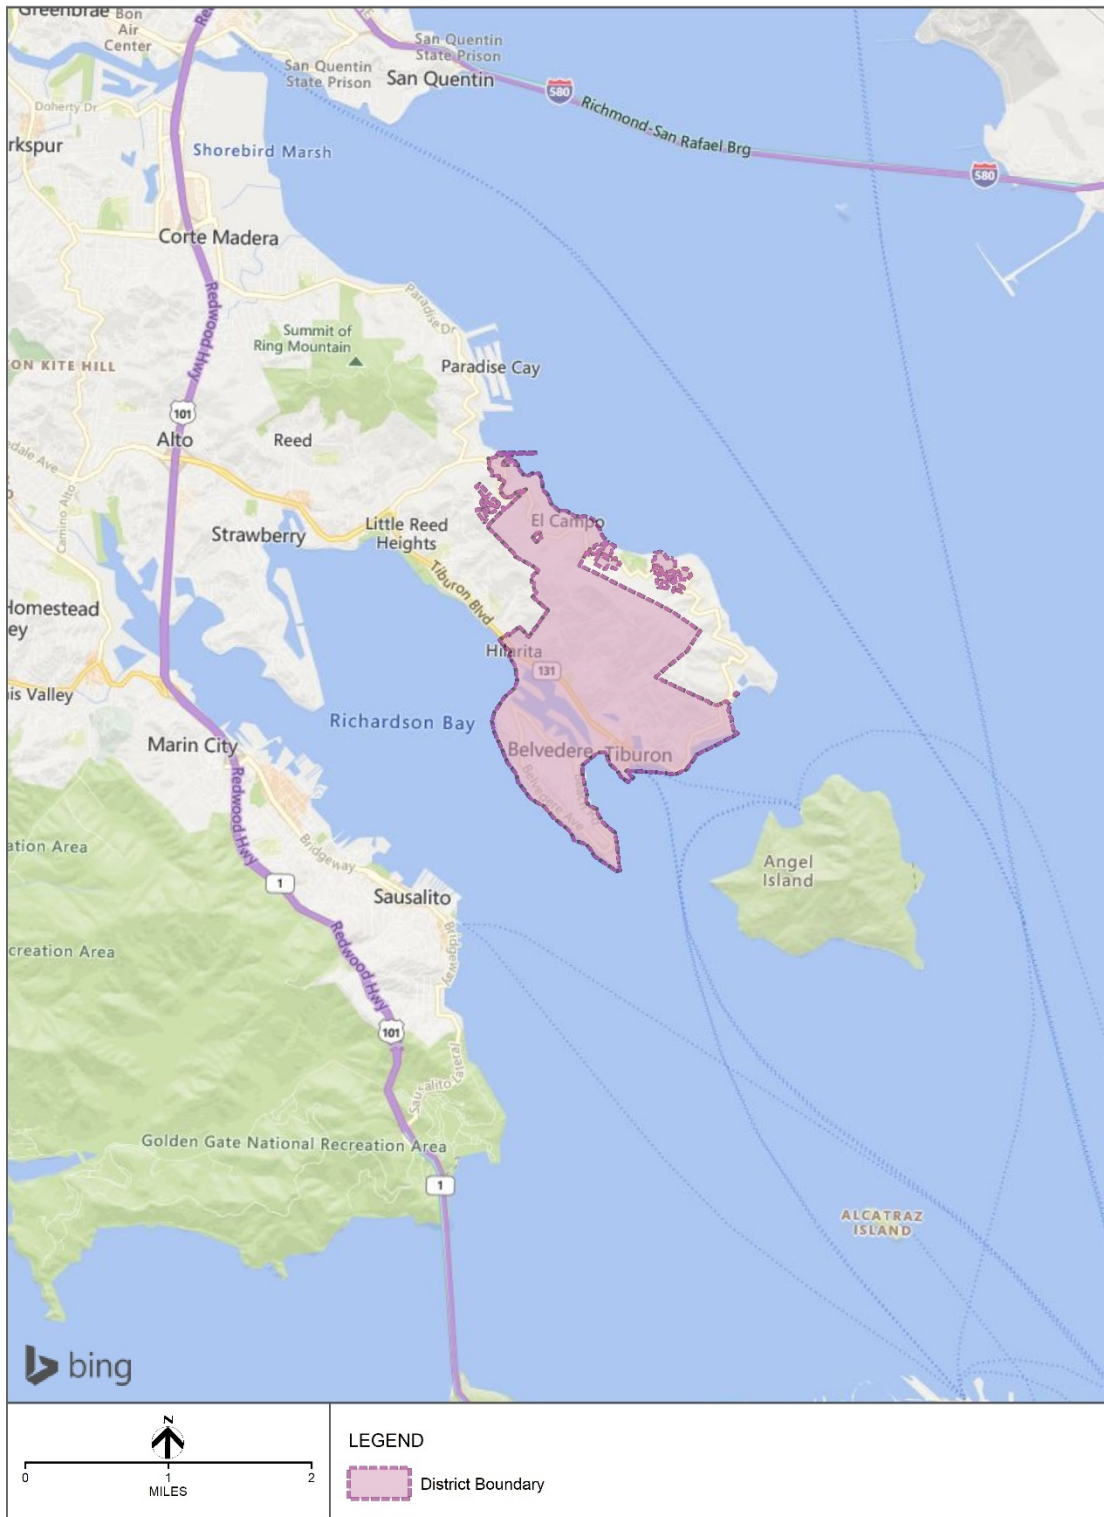 Greenbrae
Bon
Air
Center
San Quentin
State Prison
San Quentin
State Prison
San Quentin
580
Richmond-San Rafael Brg
580
Doherty Dr
rkspur
Shorebird Marsh
Corte Madera
Redwood Hwy
Paradise Dr
Summit of
Ring Mountain
Paradise Cay
ON KITE HILL
101
Alto
Reed
edale Ave
Camino Alto
Strawberry
Little Reed
Heights
El Campo
Tiburon Blvd
Homestead
ey
Hilarita
131
is Valley
Richardson Bay
Marin City
Belvedere
Tiburon
Belvedere Ave
Redwood Hwy
ation Area
Bridgeway
Angel
Island
1
Sausalito
Bridgeway
creation Area
Redwood Hwy
101
Sausalito Lateral
Golden Gate National Recreation Area
1
ALCATRAZ
ISLAND
bing
N
0 1 2
MILES
LEGEND
District Boundary